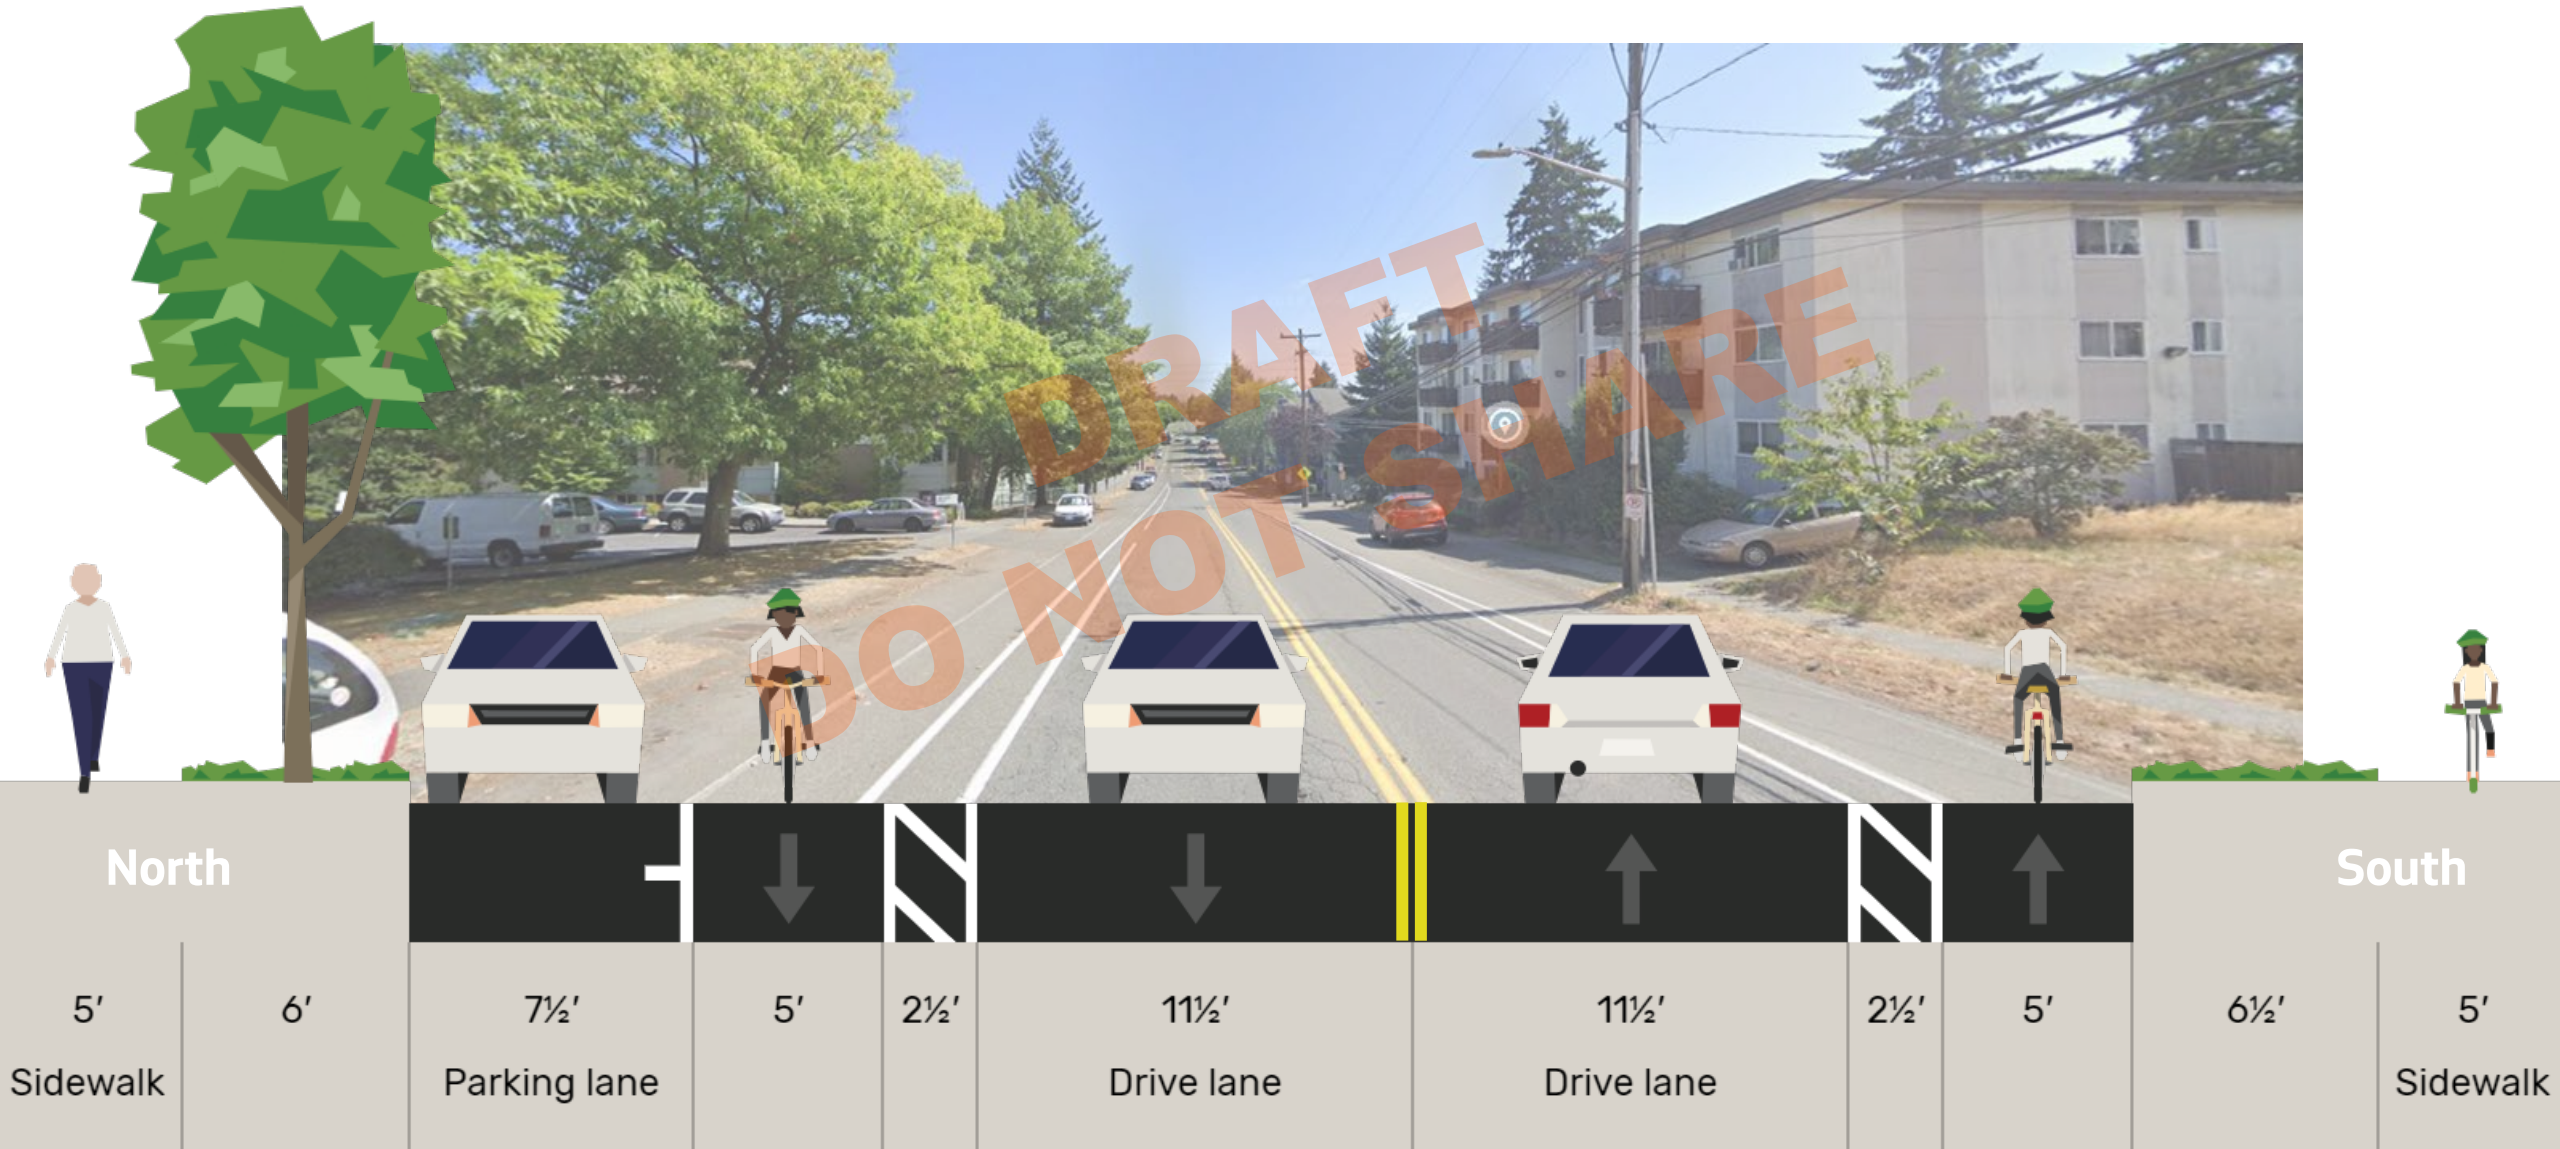 DRAFT
DO NOT SHARE
North
South
5′ 6′ 7½′ 5′ 2½′ 11½′ 11½′ 2½′ 5′ 6½′ 5′
Sidewalk Parking lane Drive lane Drive lane Sidewalk